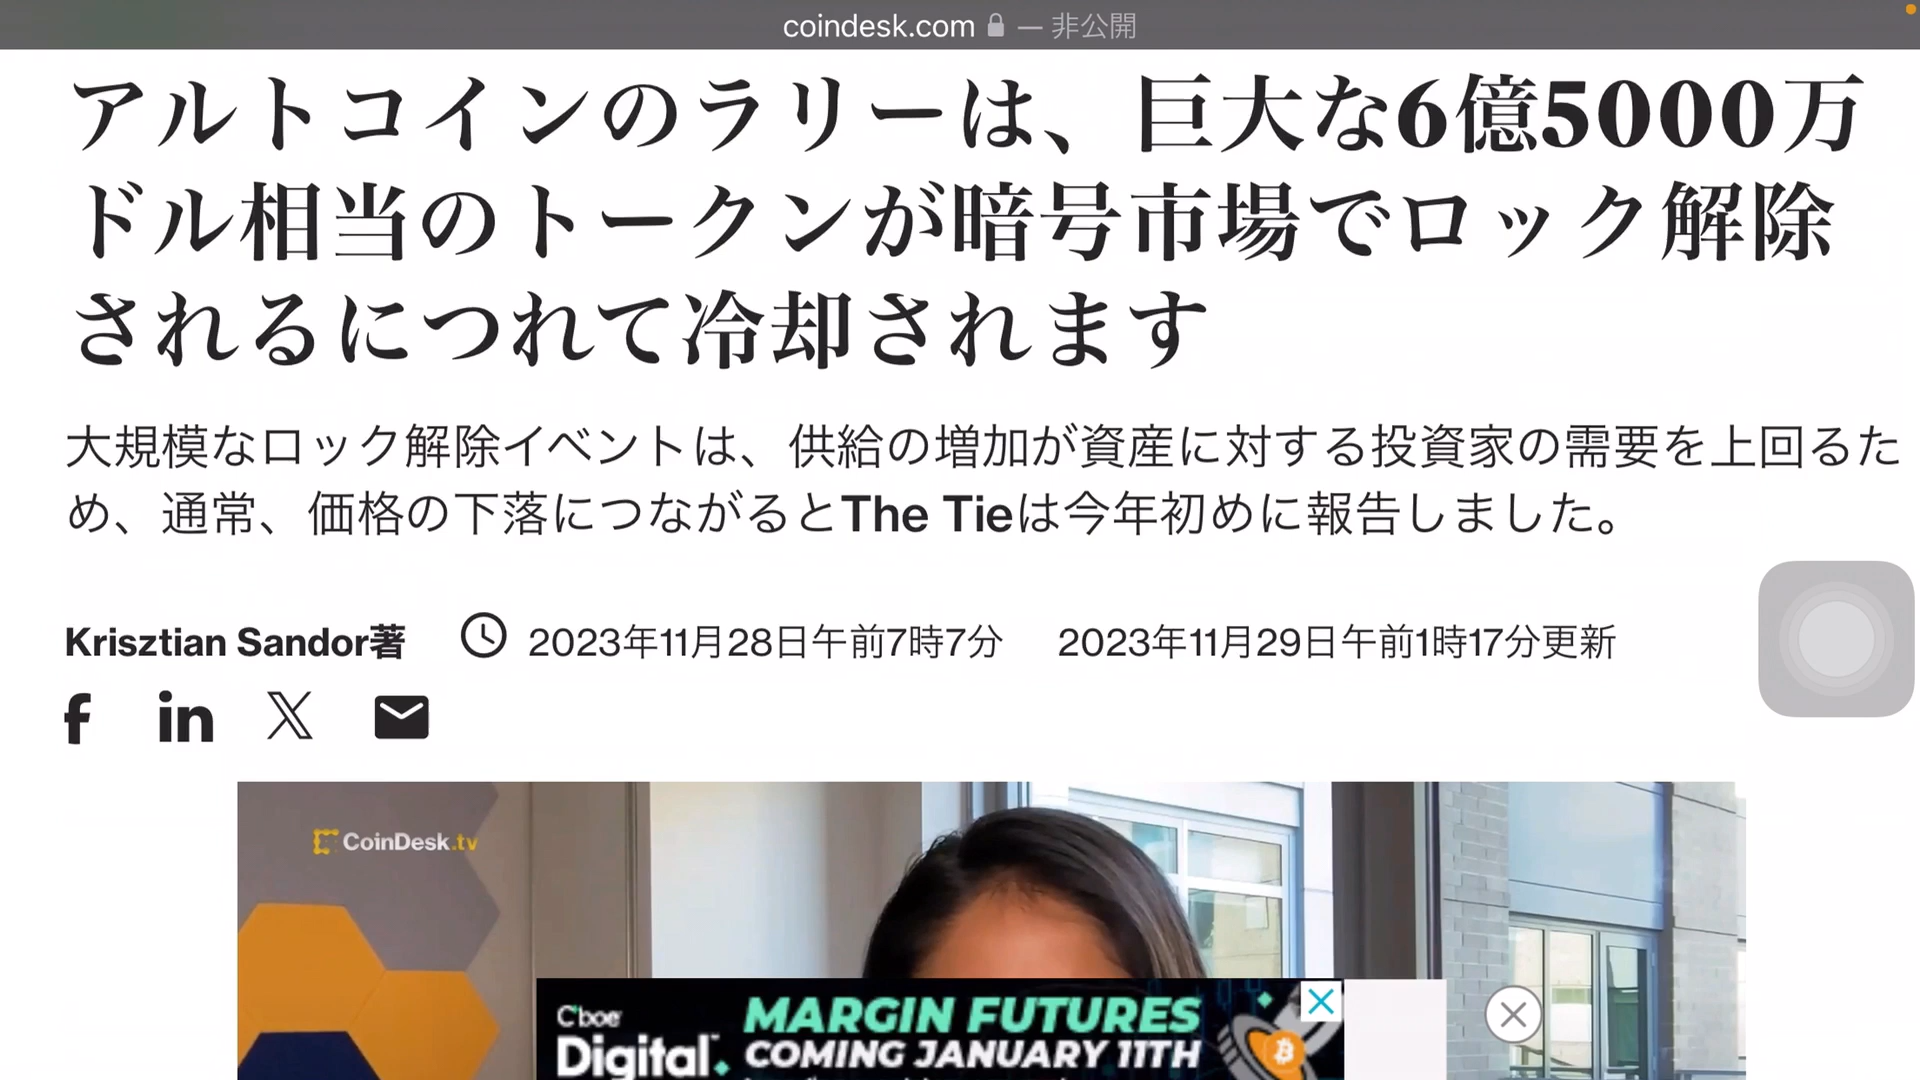 coindesk.com — 非公開
アルトコインのラリーは、巨大な6億5000万
ドル相当のトークンが暗号市場でロック解除
されるにつれて冷却されます
大規模なロック解除イベントは、供給の増加が資産に対する投資家の需要を上回るた
め、通常、価格の下落につながるとThe Tieは今年初めに報告しました。
Krisztian Sandor著 2023年11月28日午前7時7分 2023年11月29日午前1時17分更新
CoinDesk.tv
Cboe
Digital
MARGIN FUTURES
COMING JANUARY 11TH